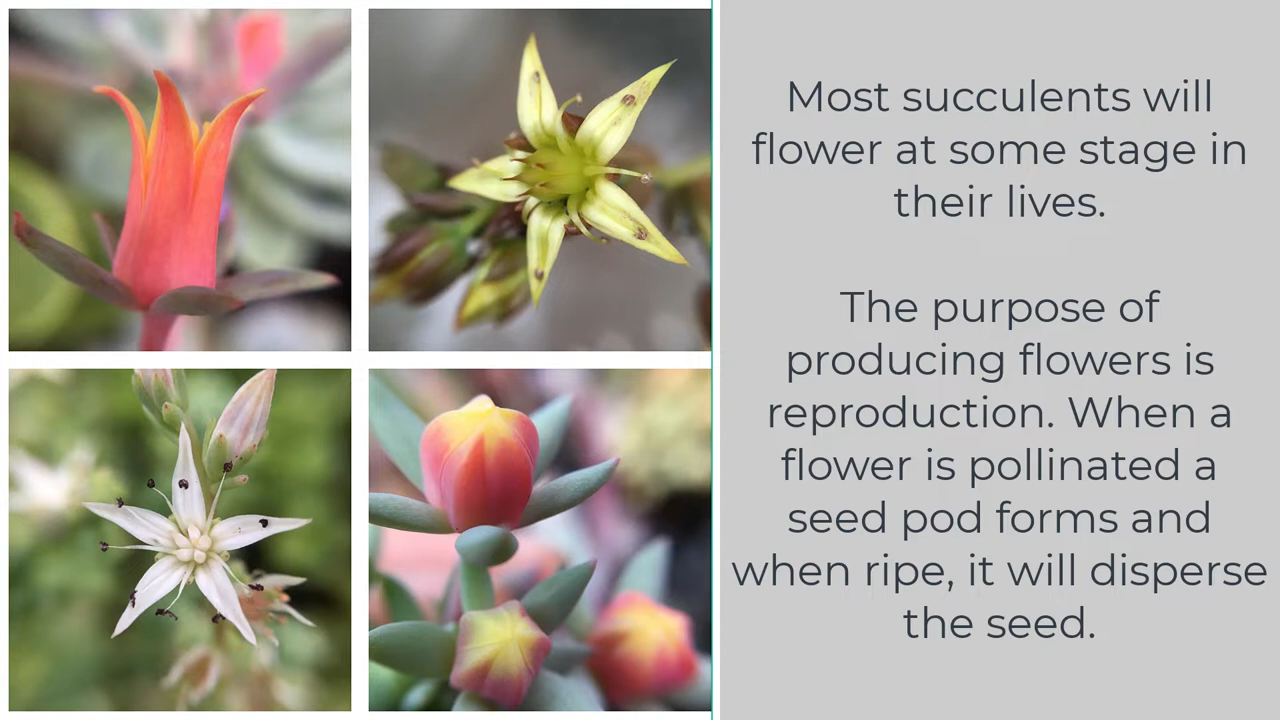 Most succulents will
flower at some stage in
their lives.
The purpose of
producing flowers is
reproduction. When a
flower is pollinated a
seed pod forms and
when ripe, it will disperse
the seed.